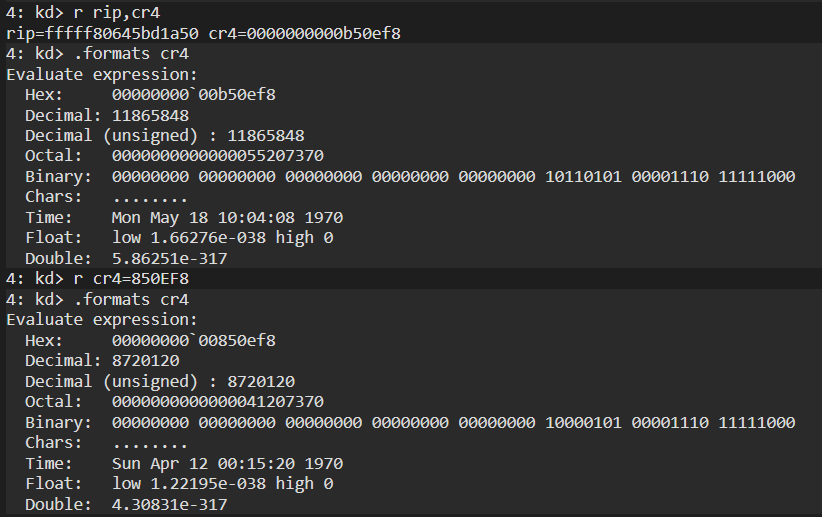 4: kd> r rip,cr4
rip=fffff80645bd1a50 cr4=0000000000b50ef8
4: kd> .formats cr4
Evaluate expression:
  Hex:     00000000`00b50ef8
  Decimal: 11865848
  Decimal (unsigned) : 11865848
  Octal:   0000000000000055207370
  Binary:  00000000 00000000 00000000 00000000 00000000 10110101 00001110 11111000
  Chars:   ........
  Time:    Mon May 18 10:04:08 1970
  Float:   low 1.66276e-038 high 0
  Double:  5.86251e-317
4: kd> r cr4=850EF8
4: kd> .formats cr4
Evaluate expression:
  Hex:     00000000`00850ef8
  Decimal: 8720120
  Decimal (unsigned) : 8720120
  Octal:   0000000000000041207370
  Binary:  00000000 00000000 00000000 00000000 00000000 10000101 00001110 11111000
  Chars:   ........
  Time:    Sun Apr 12 00:15:20 1970
  Float:   low 1.22195e-038 high 0
  Double:  4.30831e-317